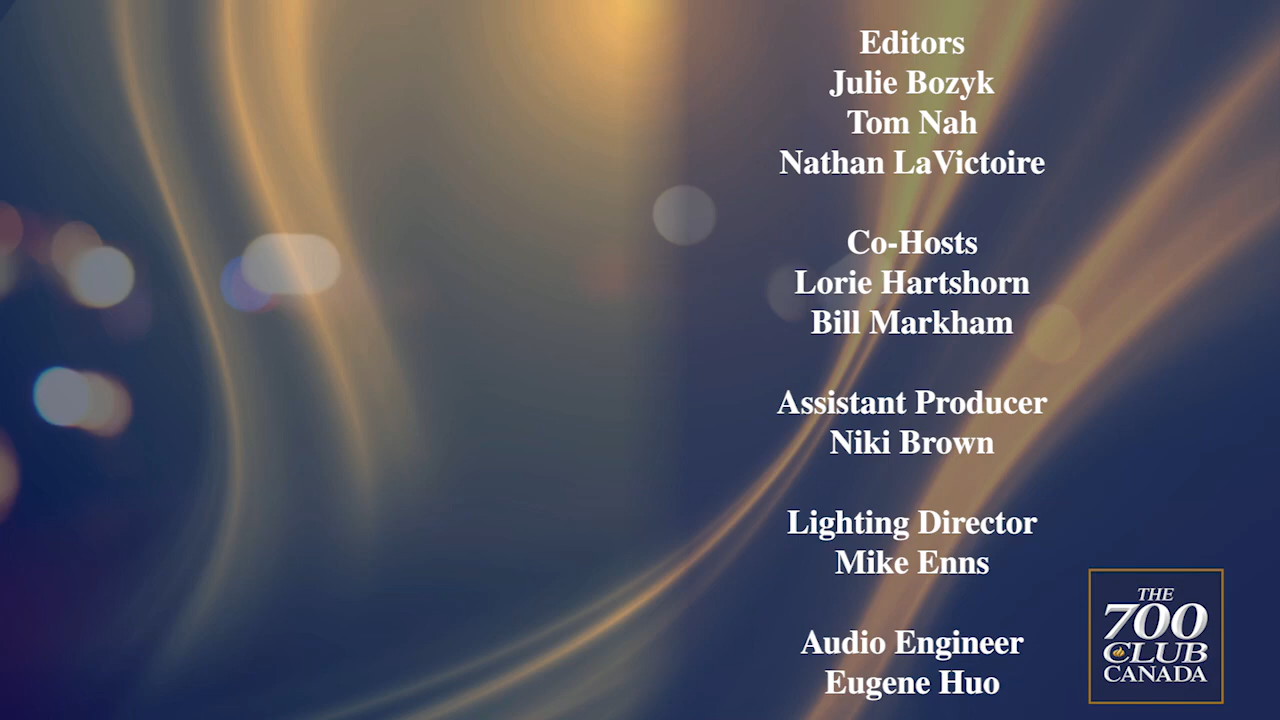 Editors
Julie Bozyk
Tom Nah
Nathan LaVictoire
Co-Hosts
Lorie Hartshorn
Bill Markham
Assistant Producer
Niki Brown
Lighting Director
Mike Enns
Audio Engineer
Eugene Huo
THE
700
CLUB
CANADA